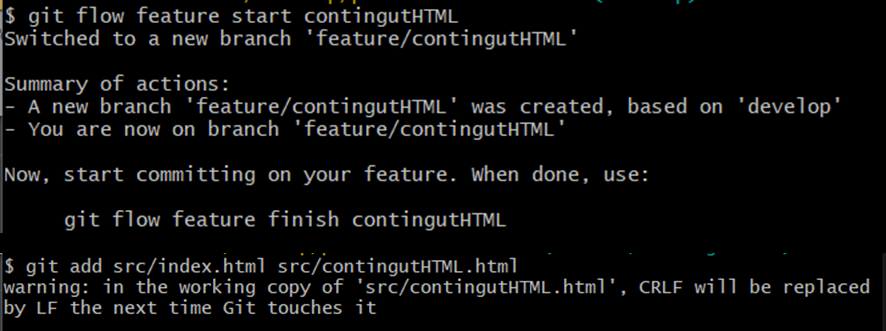 $ git flow feature start contingutHTML
Switched to a new branch 'feature/contingutHTML'
Summary of actions:
- A new branch 'feature/contingutHTML' was created, based on 'develop'
- You are now on branch 'feature/contingutHTML'
Now, start committing on your feature. When done, use:
git flow feature finish contingutHTML
$ git add src/index.html src/contingutHTML.html
warning: in the working copy of 'src/contingutHTML.html', CRLF will be replaced
by LF the next time Git touches it